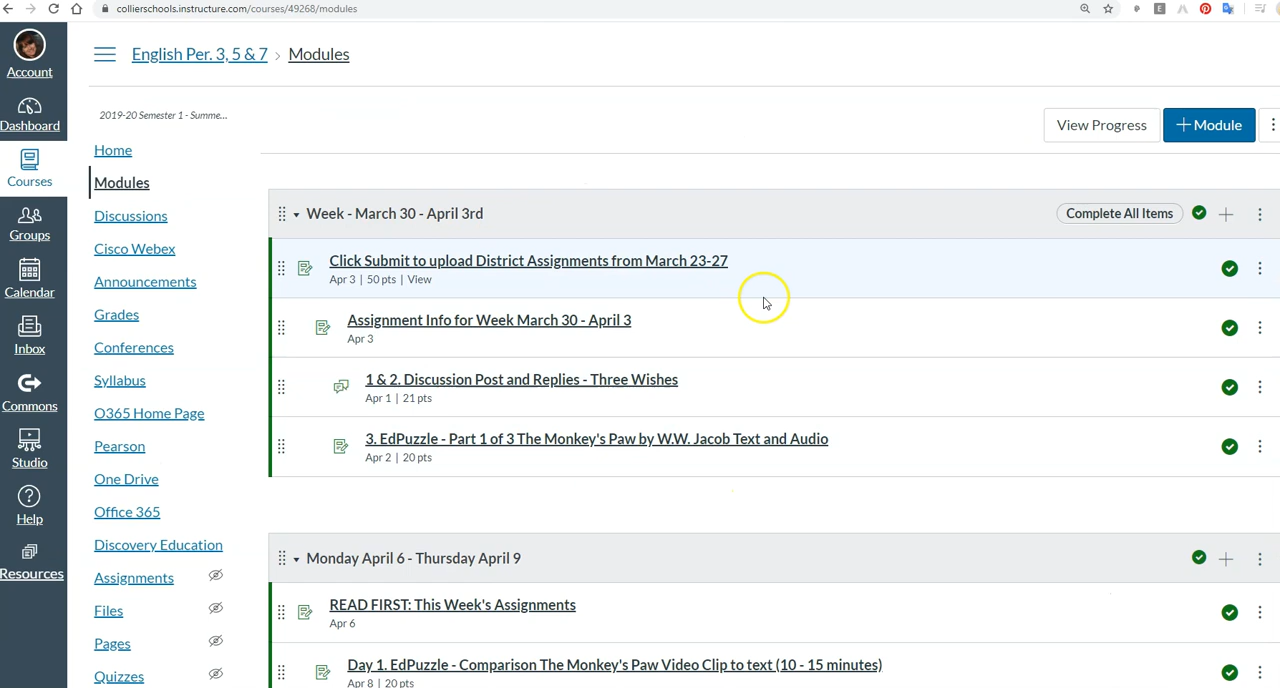 collierschools.instructure.com/courses/49268/modules
E
Account
Dashboard
Courses
Groups
Calendar
Inbox
Commons
Studio
Help
Resources
English Per. 3, 5 & 7 › Modules
2019-20 Semester 1 - Summe...
Home
Modules
Discussions
Cisco Webex
Announcements
Grades
Conferences
Syllabus
O365 Home Page
Pearson
One Drive
Office 365
Discovery Education
Assignments
Files
Pages
Quizzes
View Progress
+ Module
Week - March 30 - April 3rd
Complete All Items
Click Submit to upload District Assignments from March 23-27
Apr 3 | 50 pts | View
Assignment Info for Week March 30 - April 3
Apr 3
1 & 2. Discussion Post and Replies - Three Wishes
Apr 1 | 21 pts
3. EdPuzzle - Part 1 of 3 The Monkey's Paw by W.W. Jacob Text and Audio
Apr 2 | 20 pts
Monday April 6 - Thursday April 9
READ FIRST: This Week's Assignments
Apr 6
Day 1. EdPuzzle - Comparison The Monkey's Paw Video Clip to text (10 - 15 minutes)
Apr 8 | 20 pts